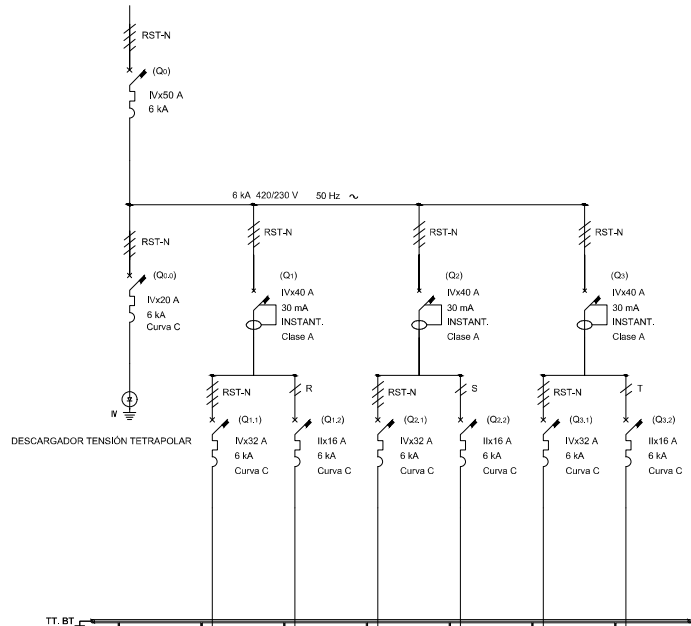 RST-N
(Q0)
IVx50 A
6 kA
6 kA 420/230 V 50 Hz ~
RST-N
RST-N
RST-N
RST-N
(Q0.0)
IVx20 A
6 kA
Curva C
(Q1)
IVx40 A
30 mA
INSTANT.
Clase A
(Q2)
IVx40 A
30 mA
INSTANT.
Clase A
(Q3)
IVx40 A
30 mA
INSTANT.
Clase A
IV
DESCARGADOR TENSIÓN TETRAPOLAR
RST-N
R
RST-N
S
RST-N
T
(Q1,1)
IVx32 A
6 kA
Curva C
(Q1,2)
IIx16 A
6 kA
Curva C
(Q2,1)
IVx32 A
6 kA
Curva C
(Q2,2)
IIx16 A
6 kA
Curva C
(Q3,1)
IVx32 A
6 kA
Curva C
(Q3,2)
IIx16 A
6 kA
Curva C
TT. BT